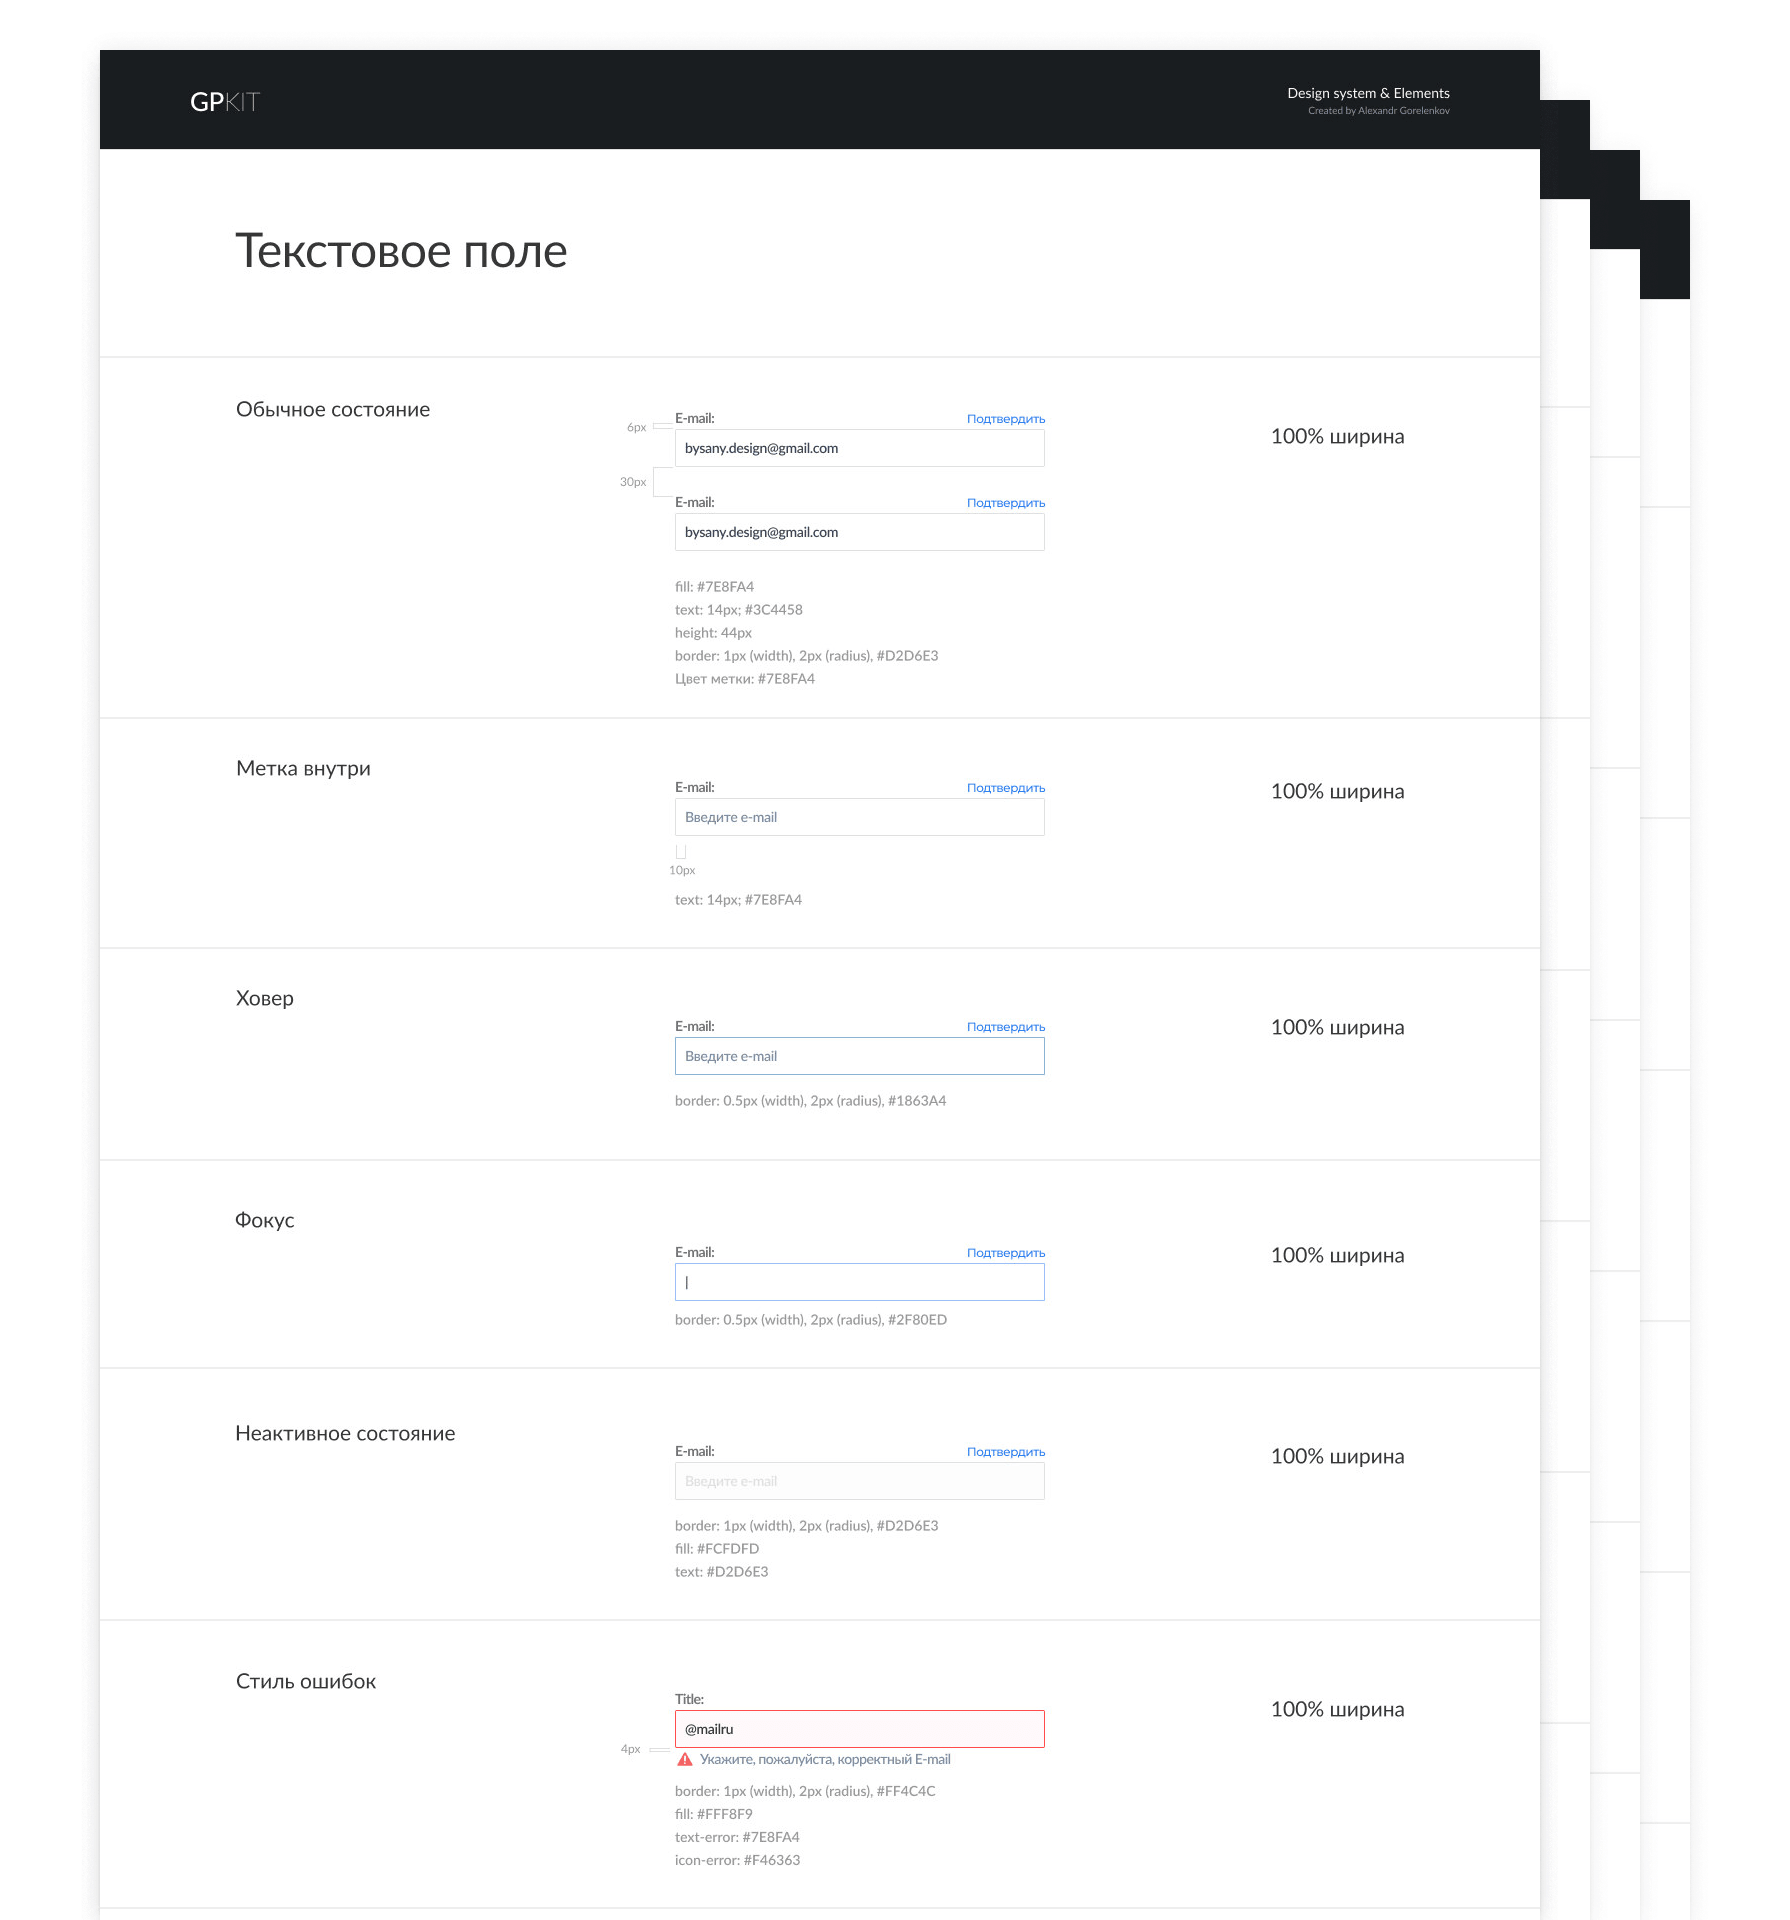 GPKIT
Design system & Elements
Created by Alexandr Gorelenkov
Текстовое поле
Обычное состояние
E-mail:
Подтвердить
6px
bysany.design@gmail.com
100% ширина
30px
E-mail:
Подтвердить
bysany.design@gmail.com
fill: #7E8FA4
text: 14px; #3C4458
height: 44px
border: 1px (width), 2px (radius), #D2D6E3
Цвет метки: #7E8FA4
Метка внутри
E-mail:
Подтвердить
Введите e-mail
100% ширина
10px
text: 14px; #7E8FA4
Ховер
E-mail:
Подтвердить
Введите e-mail
100% ширина
border: 0.5px (width), 2px (radius), #1863A4
Фокус
E-mail:
Подтвердить
100% ширина
border: 0.5px (width), 2px (radius), #2F80ED
Неактивное состояние
E-mail:
Подтвердить
Введите e-mail
100% ширина
border: 1px (width), 2px (radius), #D2D6E3
fill: #FCFDFD
text: #D2D6E3
Стиль ошибок
Title:
@mailru
100% ширина
4px
Укажите, пожалуйста, корректный E-mail
border: 1px (width), 2px (radius), #FF4C4C
fill: #FFF8F9
text-error: #7E8FA4
icon-error: #F46363